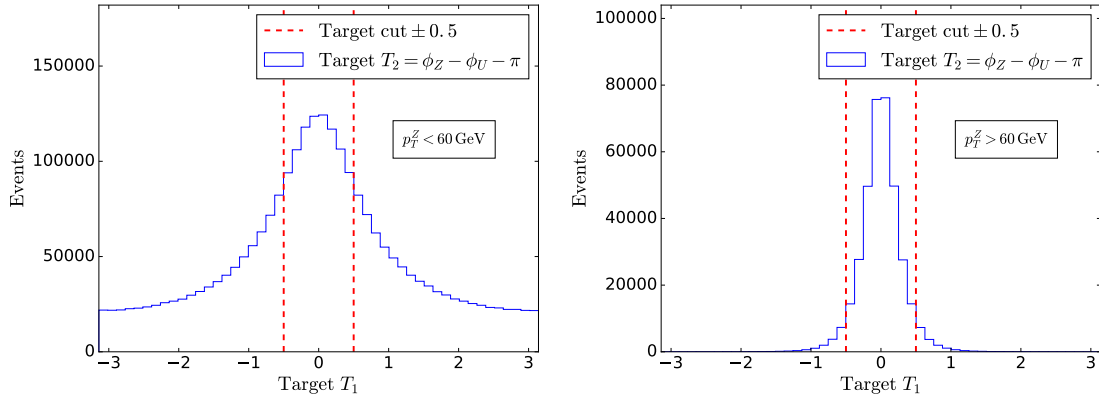 Target cut ± 0.5
Target T₂ = ϕ_Z − ϕ_U − π
p_T^Z < 60 GeV
Events
150000
100000
50000
0
−3 −2 −1 0 1 2 3
Target T₁
Target cut ± 0.5
Target T₂ = ϕ_Z − ϕ_U − π
p_T^Z > 60 GeV
Events
100000
80000
60000
40000
20000
0
−3 −2 −1 0 1 2 3
Target T₁